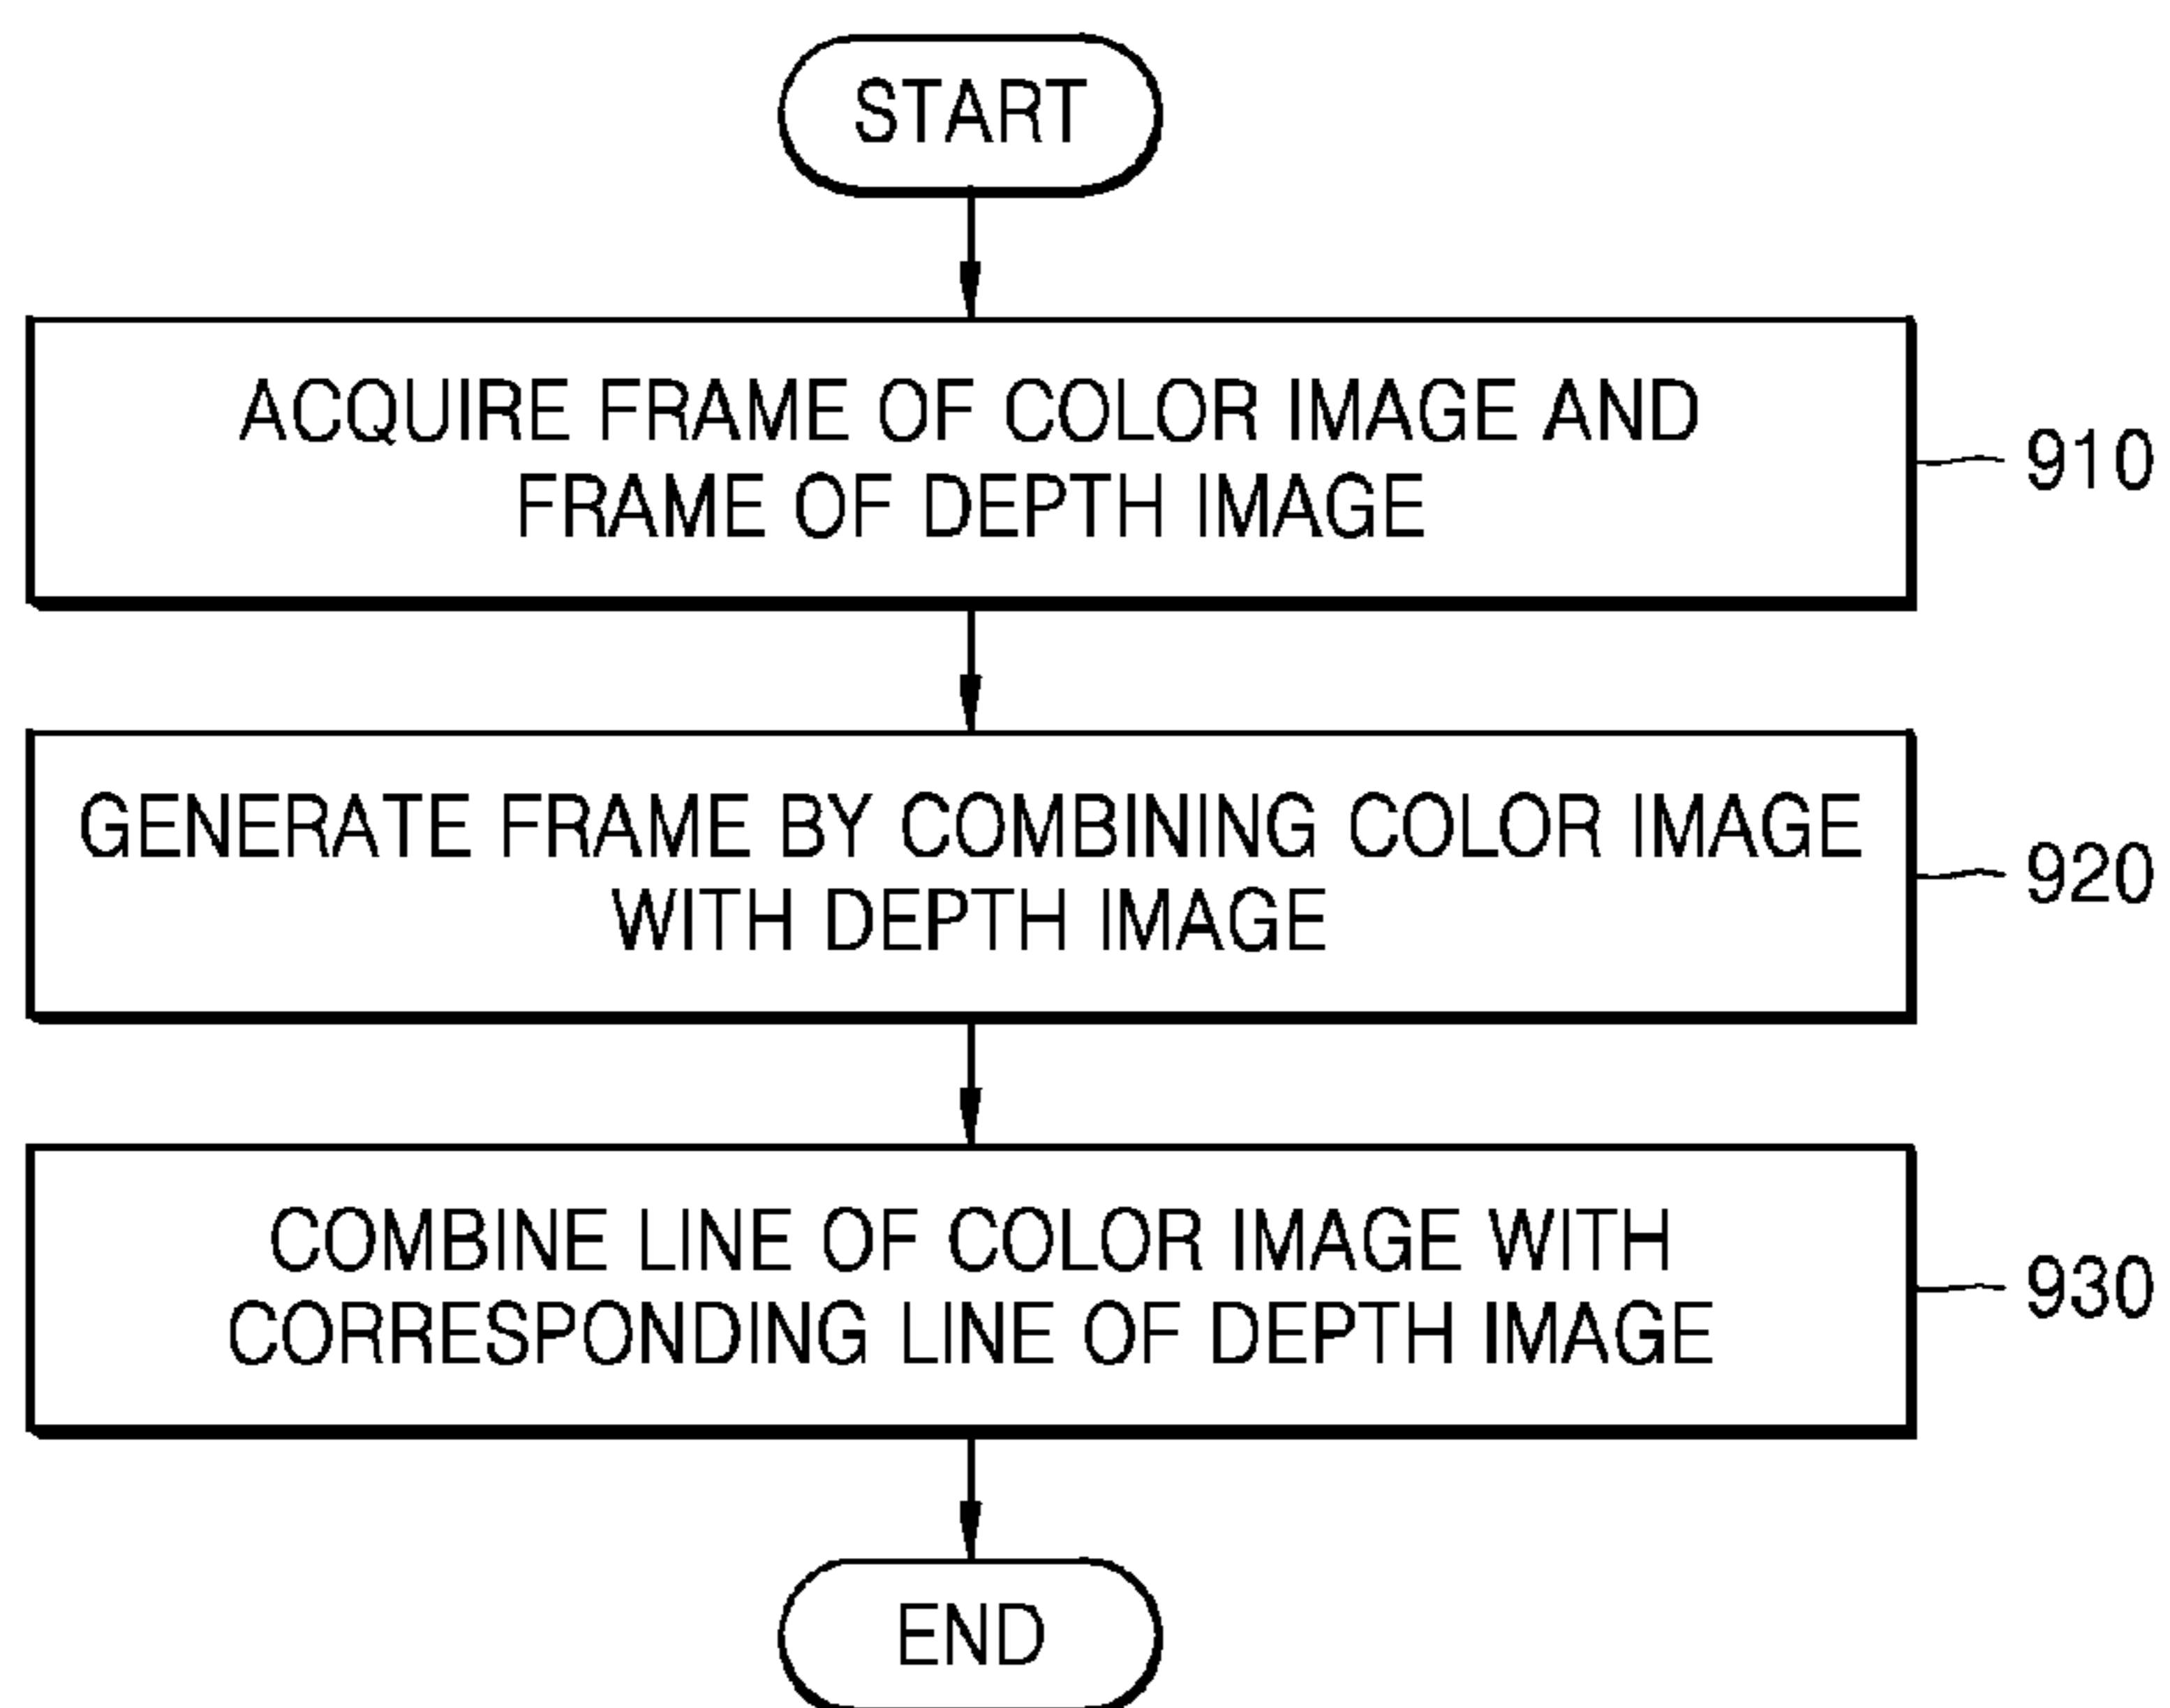 START
ACQUIRE FRAME OF COLOR IMAGE AND
FRAME OF DEPTH IMAGE
910
GENERATE FRAME BY COMBINING COLOR IMAGE
WITH DEPTH IMAGE
920
COMBINE LINE OF COLOR IMAGE WITH
CORRESPONDING LINE OF DEPTH IMAGE
930
END